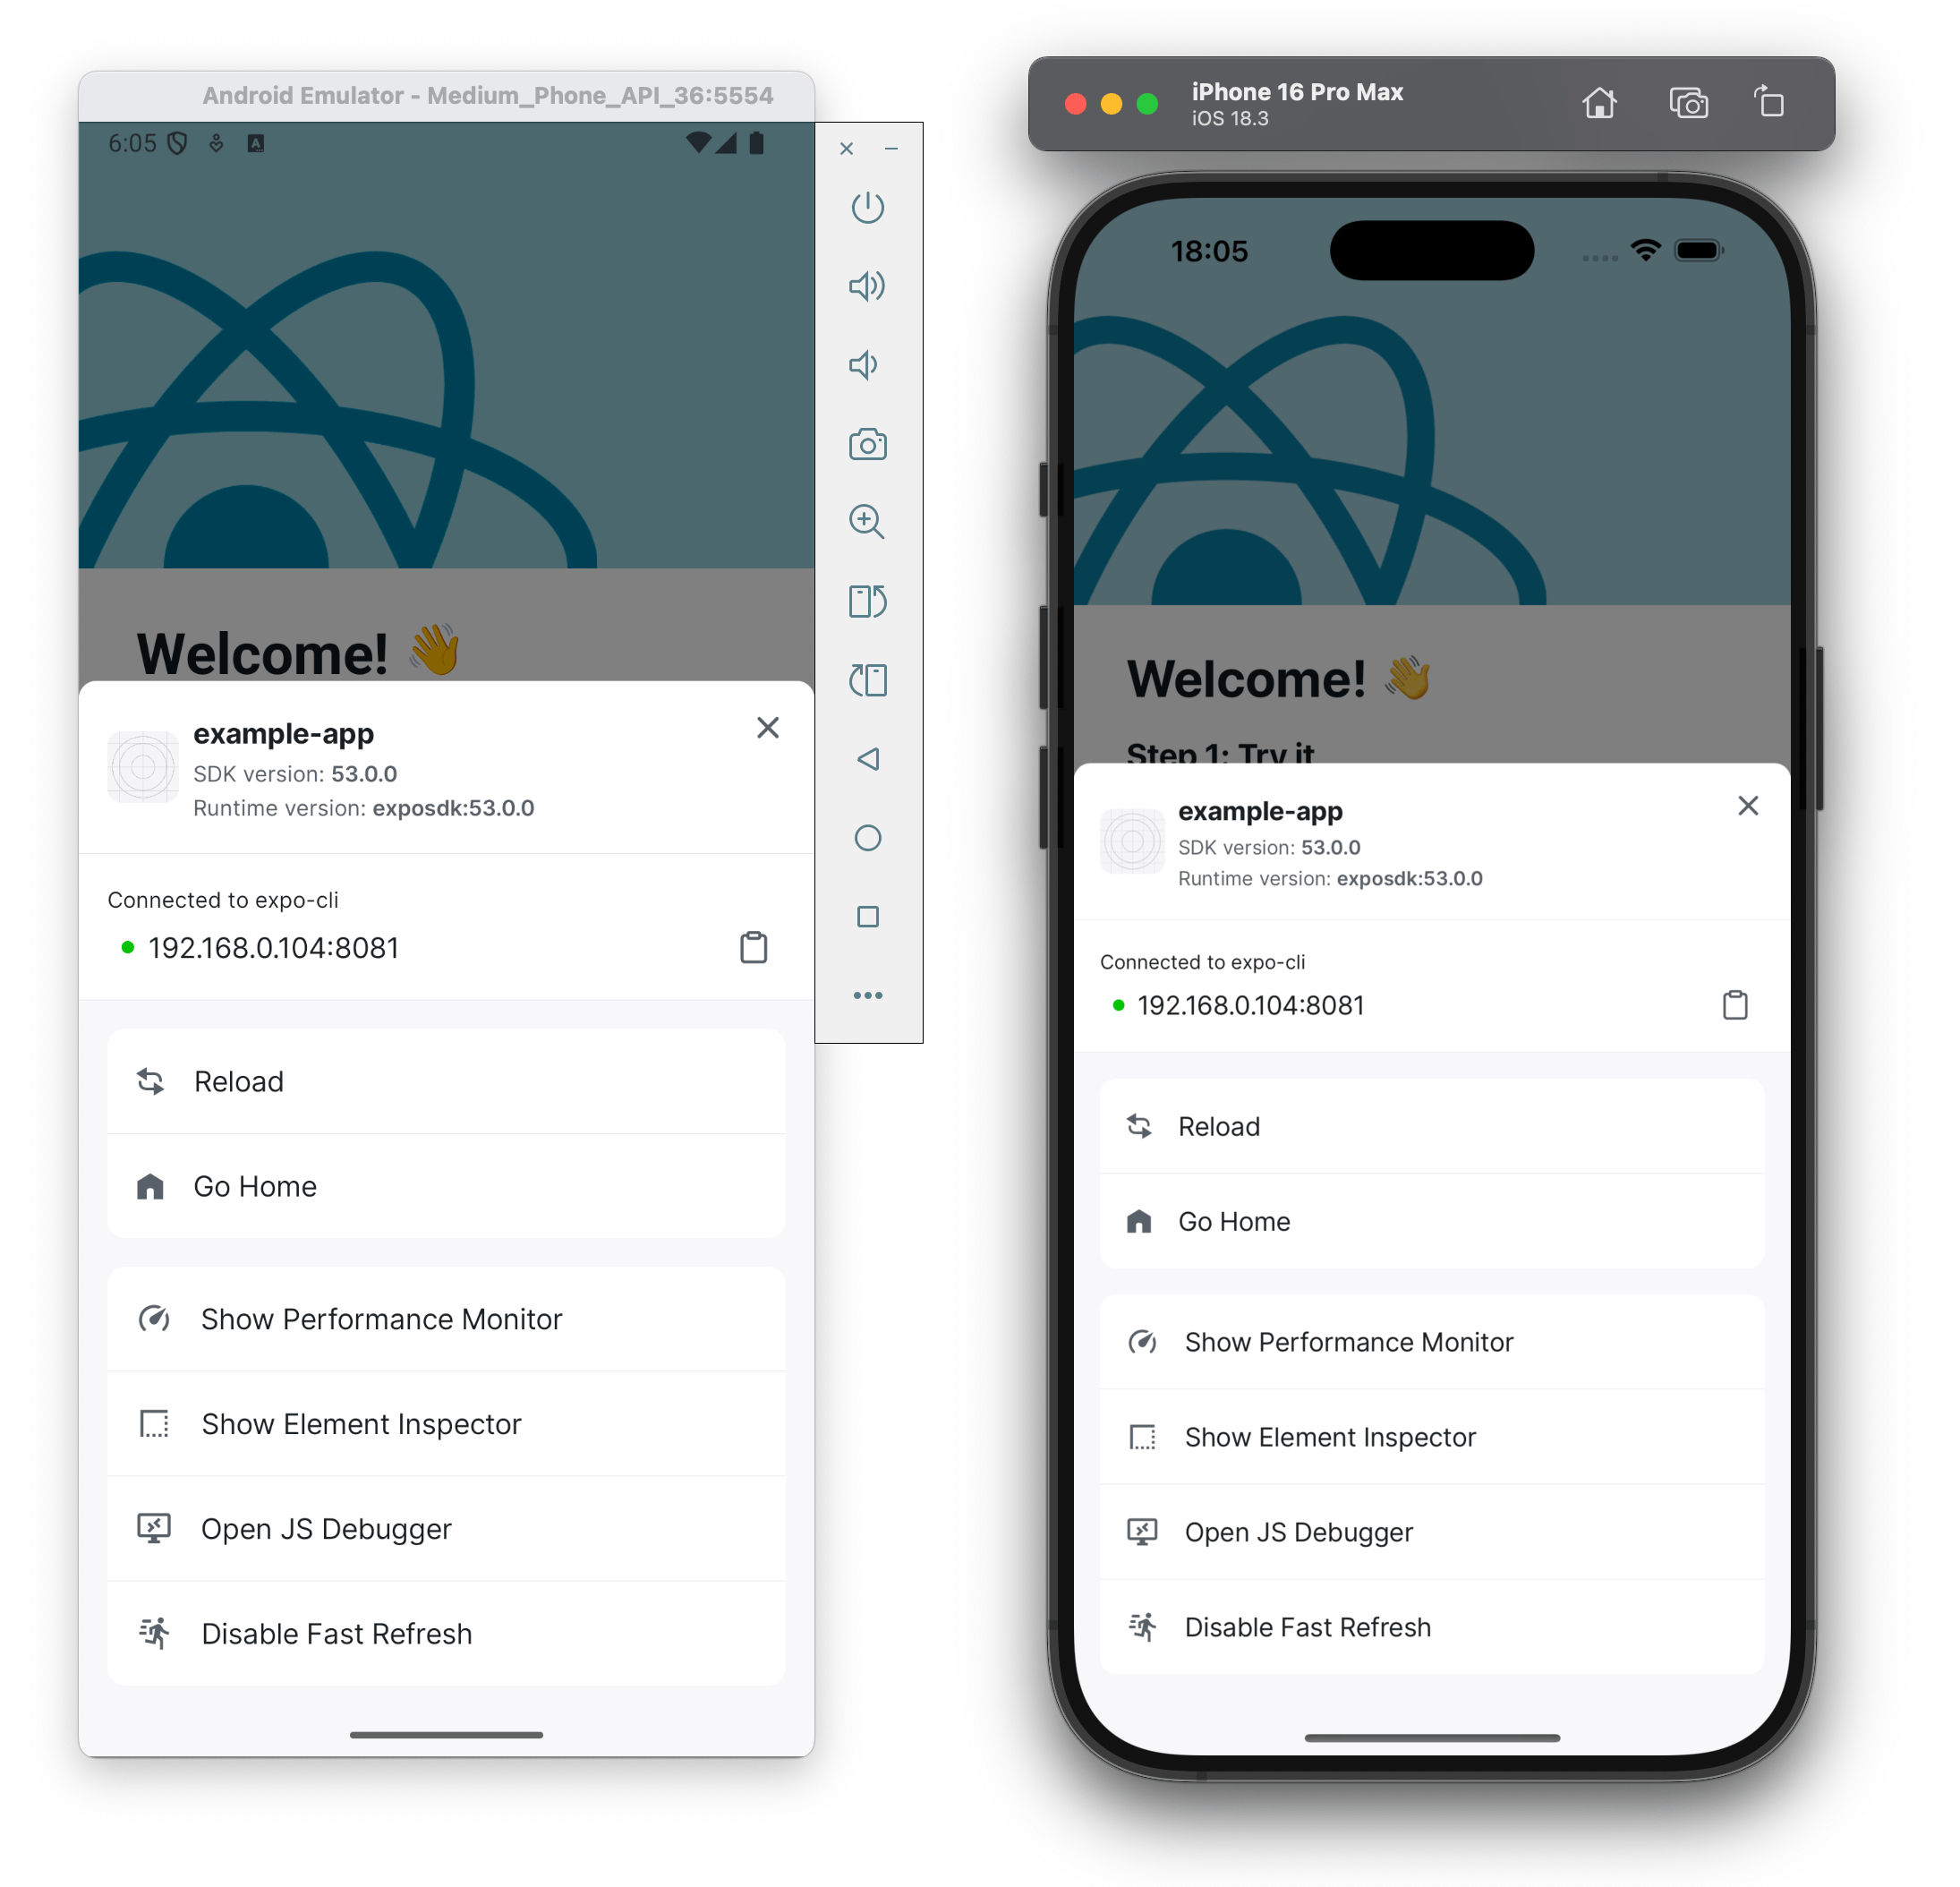 Android Emulator - Medium_Phone_API_36:5554
6:05
A
Welcome! 👋
example-app
SDK version: 53.0.0
Runtime version: exposdk:53.0.0
Connected to expo-cli
192.168.0.104:8081
Reload
Go Home
Show Performance Monitor
Show Element Inspector
Open JS Debugger
Disable Fast Refresh
iPhone 16 Pro Max
iOS 18.3
18:05
Welcome! 👋
Step 1: Try it
example-app
SDK version: 53.0.0
Runtime version: exposdk:53.0.0
Connected to expo-cli
192.168.0.104:8081
Reload
Go Home
Show Performance Monitor
Show Element Inspector
Open JS Debugger
Disable Fast Refresh